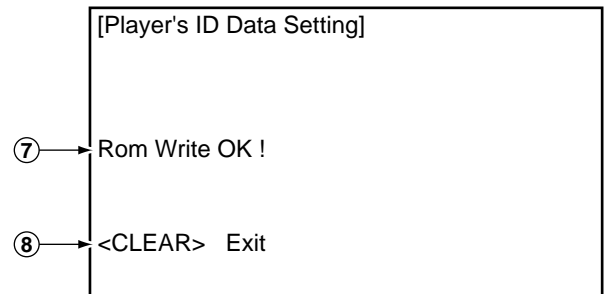 [Player's ID Data Setting]
⑦ Rom Write OK !
⑧ <CLEAR> Exit